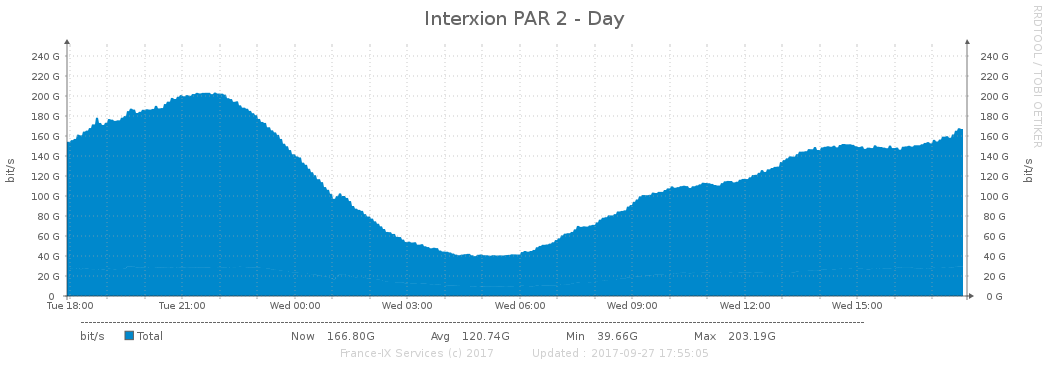 Interxion PAR 2 - Day
RRDTOOL / TOBI OETIKER
bit/s
240 G 240 G
220 G 220 G
200 G 200 G
180 G 180 G
160 G 160 G
140 G 140 G
120 G 120 G
100 G 100 G
80 G 80 G
60 G 60 G
40 G 40 G
20 G 20 G
0 0 G
bit/s
Tue 18:00 Tue 21:00 Wed 00:00 Wed 03:00 Wed 06:00 Wed 09:00 Wed 12:00 Wed 15:00
bit/s Total Now 166.80G Avg 120.74G Min 39.66G Max 203.19G
France-IX Services (c) 2017 Updated : 2017-09-27 17:55:05